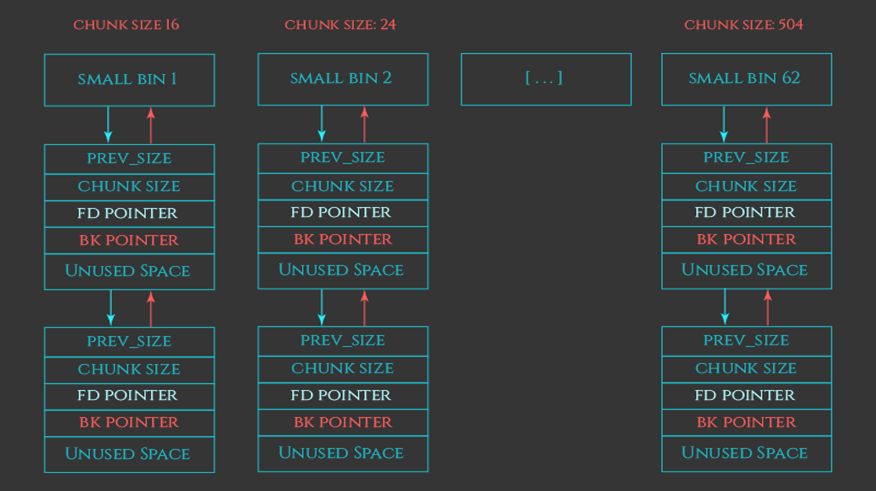 CHUNK SIZE 16
CHUNK SIZE: 24
CHUNK SIZE: 504
SMALL BIN 1
SMALL BIN 2
[ . . . ]
SMALL BIN 62
PREV_SIZE
CHUNK SIZE
FD POINTER
BK POINTER
UNUSED SPACE
PREV_SIZE
CHUNK SIZE
FD POINTER
BK POINTER
UNUSED SPACE
PREV_SIZE
CHUNK SIZE
FD POINTER
BK POINTER
UNUSED SPACE
PREV_SIZE
CHUNK SIZE
FD POINTER
BK POINTER
UNUSED SPACE
PREV_SIZE
CHUNK SIZE
FD POINTER
BK POINTER
UNUSED SPACE
PREV_SIZE
CHUNK SIZE
FD POINTER
BK POINTER
UNUSED SPACE